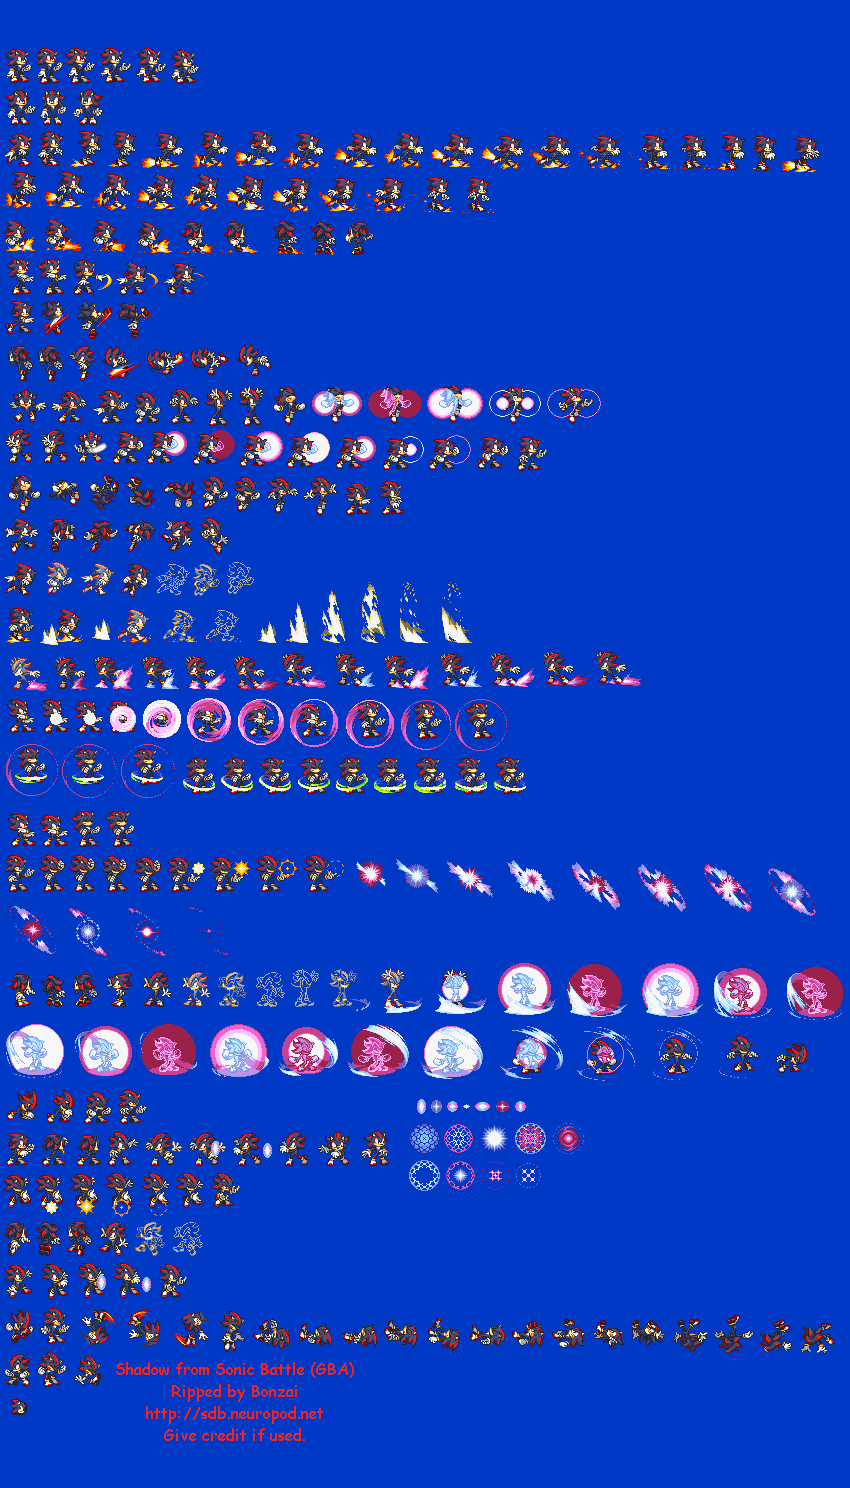 Shadow from Sonic Battle (GBA)
Ripped by Bonzai
http://sdb.neuropod.net
Give credit if used.